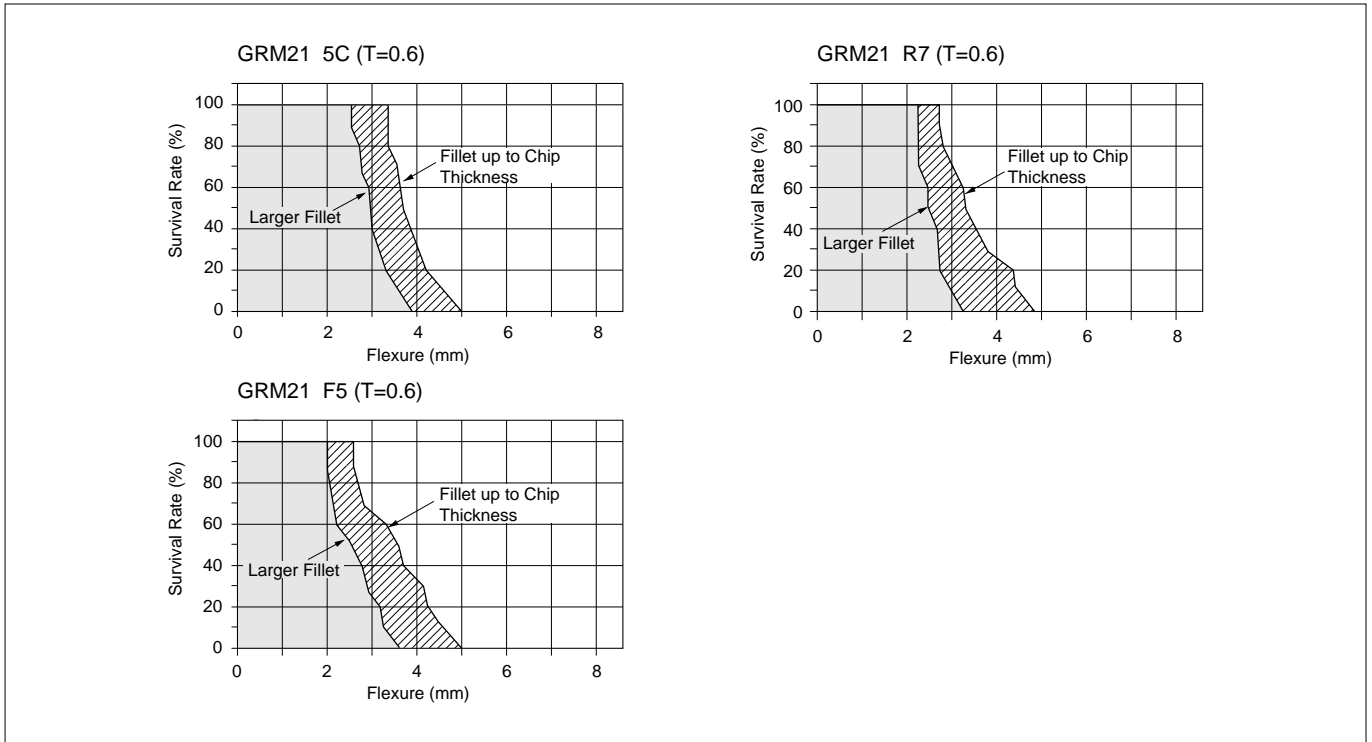 GRM21 5C (T=0.6)
Survival Rate (%)
100
80
60
40
20
0
Fillet up to Chip
Thickness
Larger Fillet
0 2 4 6 8
Flexure (mm)
GRM21 R7 (T=0.6)
Survival Rate (%)
100
80
60
40
20
0
Fillet up to Chip
Thickness
Larger Fillet
0 2 4 6 8
Flexure (mm)
GRM21 F5 (T=0.6)
Survival Rate (%)
100
80
60
40
20
0
Fillet up to Chip
Thickness
Larger Fillet
0 2 4 6 8
Flexure (mm)